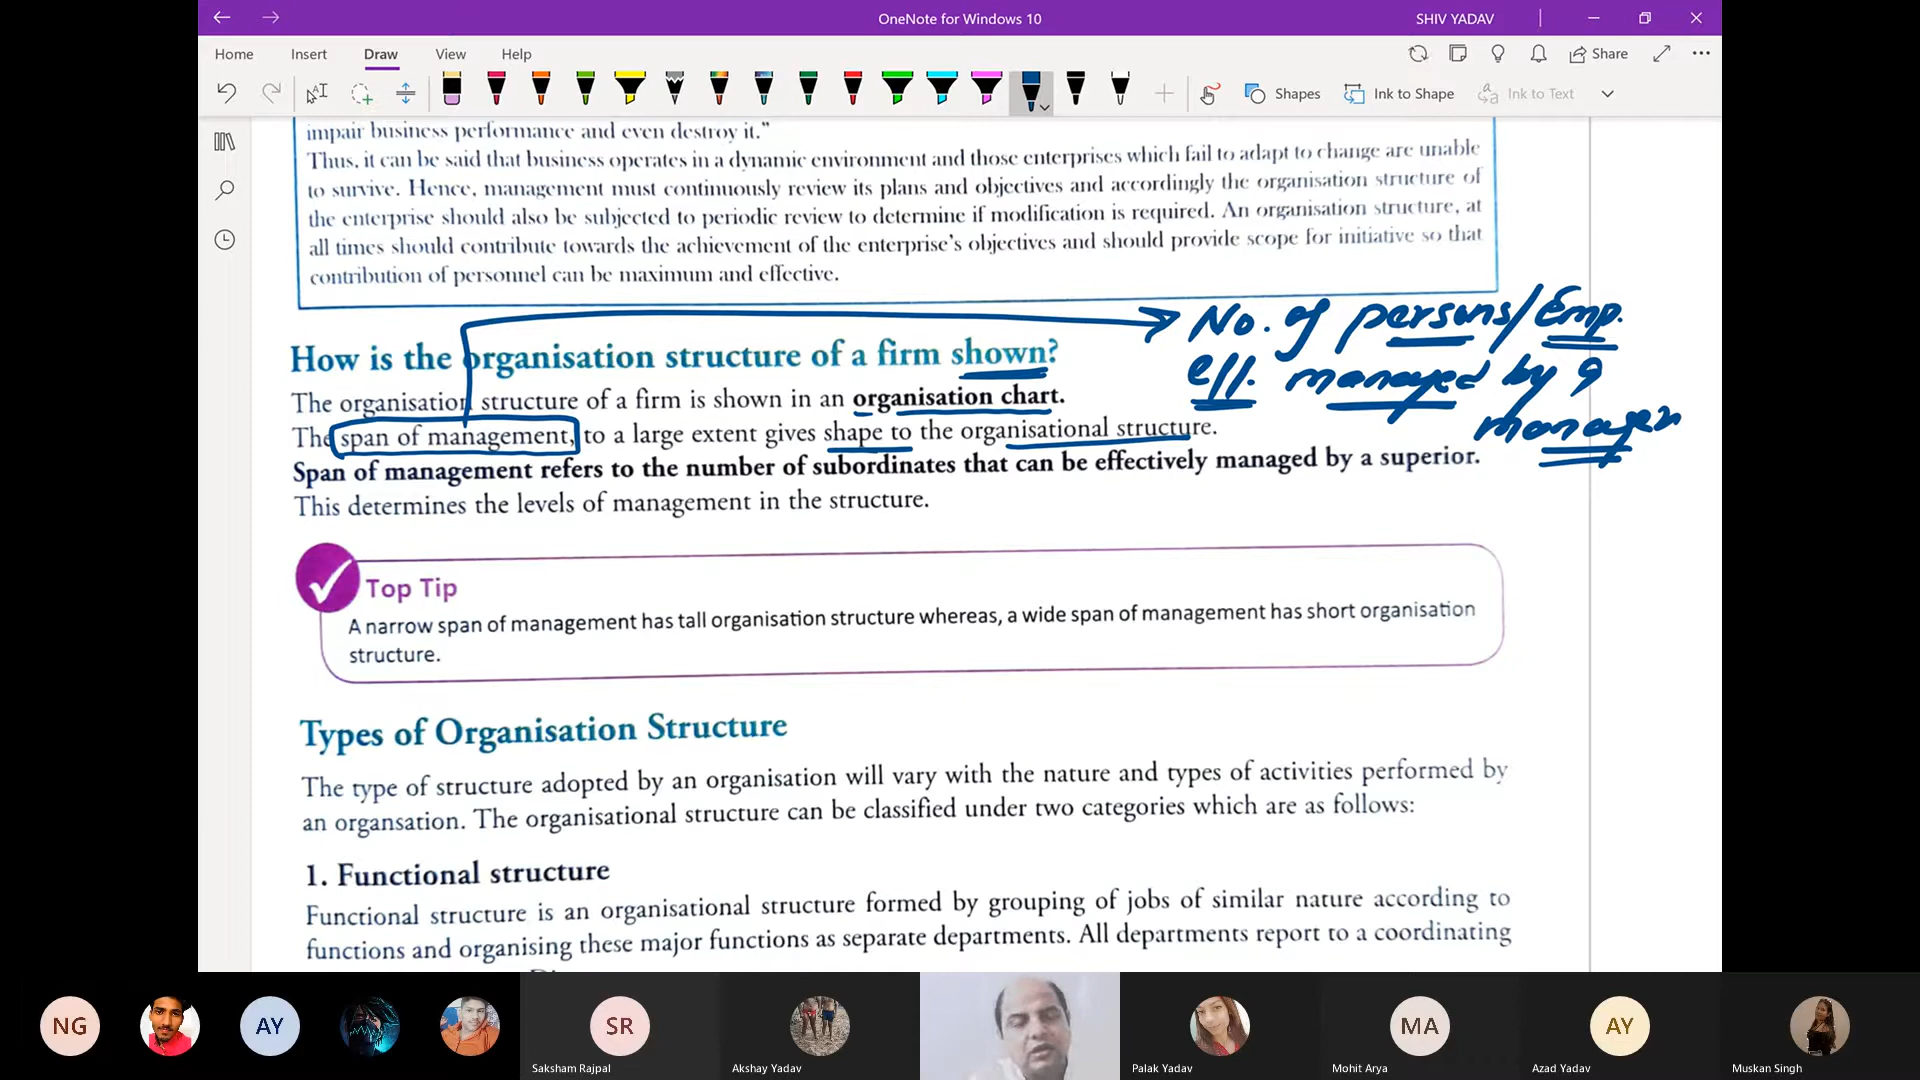 OneNote for Windows 10
SHIV YADAV
Home Insert Draw View Help
Share
Shapes Ink to Shape Ink to Text
impair business performance and even destroy it."
Thus, it can be said that business operates in a dynamic environment and those enterprises which fail to adapt to change are unable
to survive. Hence, management must continuously review its plans and objectives and accordingly the organisation structure of
the enterprise should also be subjected to periodic review to determine if modification is required. An organisation structure, at
all times should contribute towards the achievement of the enterprise's objectives and should provide scope for initiative so that
contribution of personnel can be maximum and effective.
No. of persons/Emp.
eff. managed by a
manager
How is the organisation structure of a firm shown?
The organisation structure of a firm is shown in an organisation chart.
The span of management, to a large extent gives shape to the organisational structure.
Span of management refers to the number of subordinates that can be effectively managed by a superior.
This determines the levels of management in the structure.
Top Tip
A narrow span of management has tall organisation structure whereas, a wide span of management has short organisation
structure.
Types of Organisation Structure
The type of structure adopted by an organisation will vary with the nature and types of activities performed by
an organsation. The organisational structure can be classified under two categories which are as follows:
1. Functional structure
Functional structure is an organisational structure formed by grouping of jobs of similar nature according to
functions and organising these major functions as separate departments. All departments report to a coordinating
NG
AY
SR
MA
AY
Saksham Rajpal
Akshay Yadav
Palak Yadav
Mohit Arya
Azad Yadav
Muskan Singh